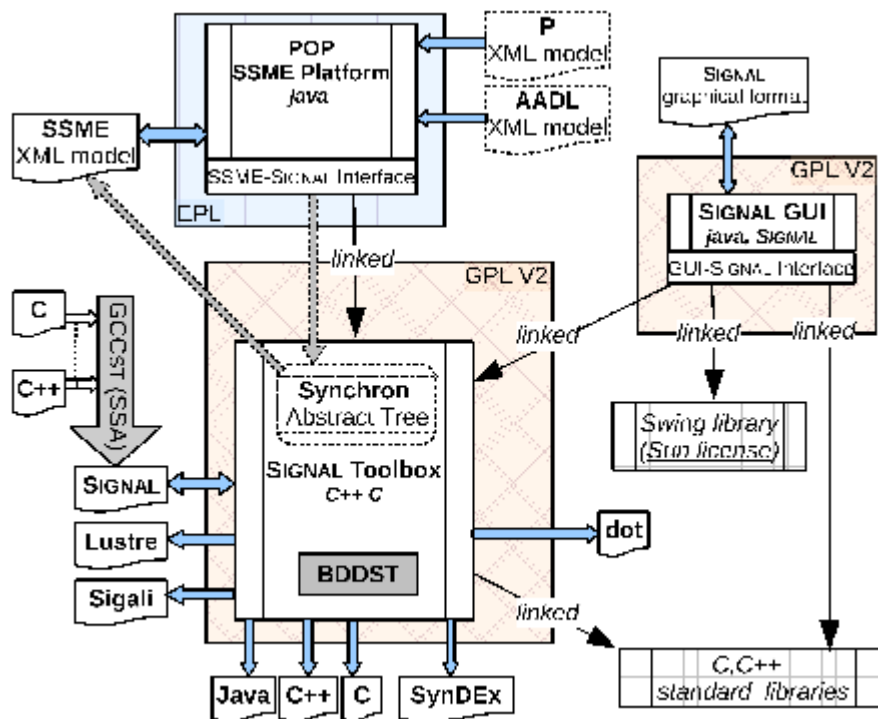 POP
SSME Platform
java
SSME-SIGNAL Interface
CPL
P
XML model
AADL
XML model
SIGNAL
graphical format
SSME
XML model
GPL V2
SIGNAL GUI
java, SIGNAL
GUI-SIGNAL Interface
linked
GPL V2
linked
linked
linked
C
C++
GCCST (SSA)
Synchron
Abstract Tree
SIGNAL Toolbox
C++ C
BDDST
Swing library
(Sun license)
SIGNAL
Lustre
Sigali
dot
linked
C,C++
standard libraries
Java
C++
C
SynDEx